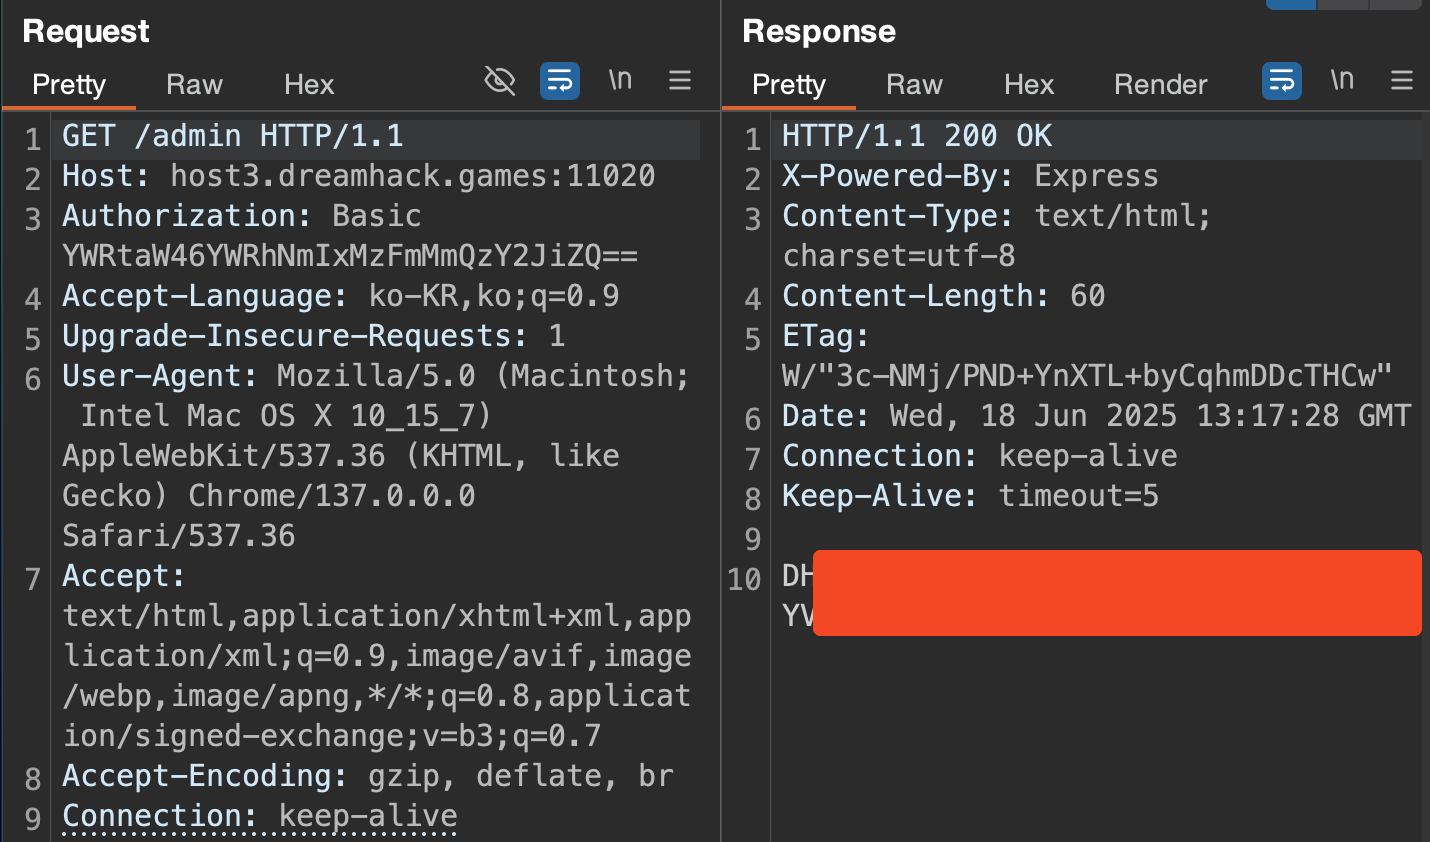 Request
Pretty Raw Hex \n
1 GET /admin HTTP/1.1
2 Host: host3.dreamhack.games:11020
3 Authorization: Basic
YWRtaW46YWRhNmIxMzFmMmQzY2JiZQ==
4 Accept-Language: ko-KR,ko;q=0.9
5 Upgrade-Insecure-Requests: 1
6 User-Agent: Mozilla/5.0 (Macintosh;
Intel Mac OS X 10_15_7)
AppleWebKit/537.36 (KHTML, like
Gecko) Chrome/137.0.0.0
Safari/537.36
7 Accept:
text/html,application/xhtml+xml,app
lication/xml;q=0.9,image/avif,image
/webp,image/apng,*/*;q=0.8,applicat
ion/signed-exchange;v=b3;q=0.7
8 Accept-Encoding: gzip, deflate, br
9 Connection: keep-alive
Response
Pretty Raw Hex Render \n
1 HTTP/1.1 200 OK
2 X-Powered-By: Express
3 Content-Type: text/html;
charset=utf-8
4 Content-Length: 60
5 ETag:
W/"3c-NMj/PND+YnXTL+byCqhmDDcTHCw"
6 Date: Wed, 18 Jun 2025 13:17:28 GMT
7 Connection: keep-alive
8 Keep-Alive: timeout=5
9
10 DH
YV